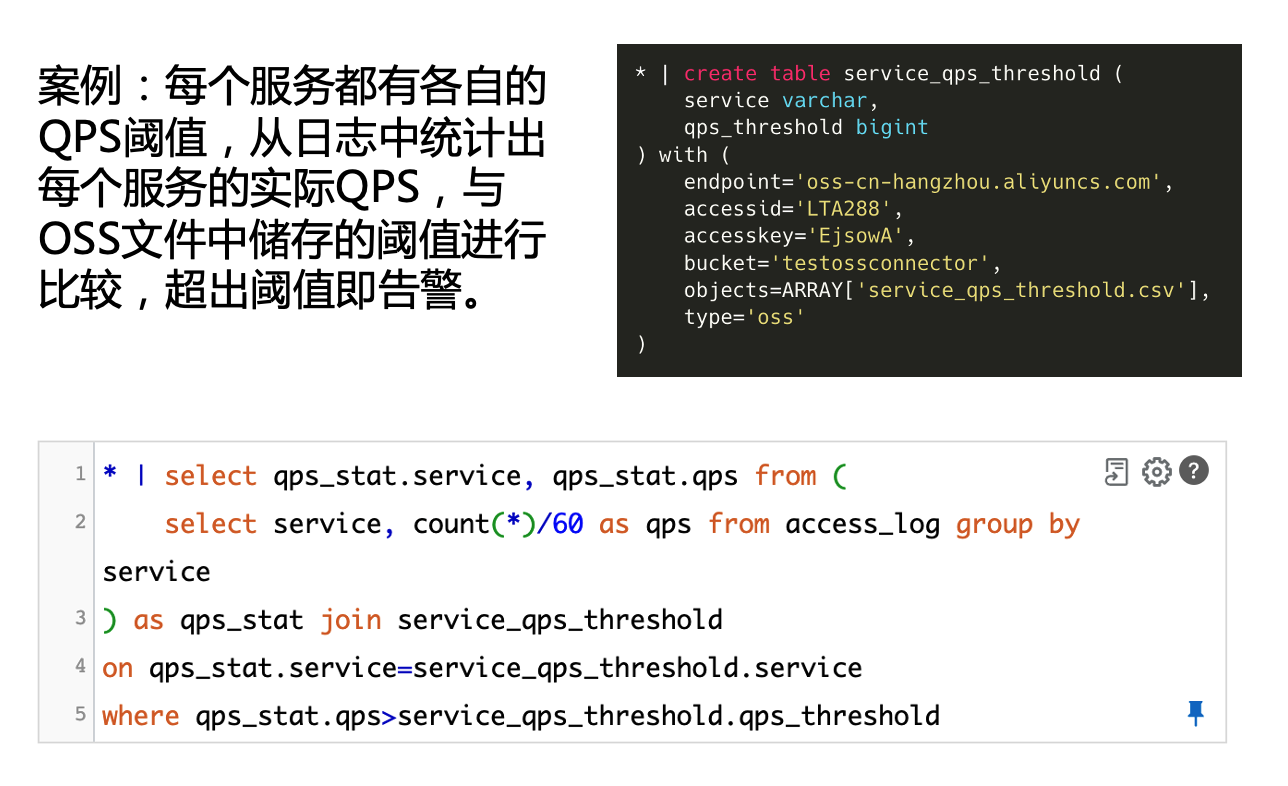 案例：每个服务都有各自的
QPS阈值，从日志中统计出
每个服务的实际QPS，与
OSS文件中储存的阈值进行
比较，超出阈值即告警。
* | create table service_qps_threshold (
service varchar,
qps_threshold bigint
) with (
endpoint='oss-cn-hangzhou.aliyuncs.com',
accessid='LTA288',
accesskey='EjsowA',
bucket='testossconnector',
objects=ARRAY['service_qps_threshold.csv'],
type='oss'
)
1 * | select qps_stat.service, qps_stat.qps from (
2 select service, count(*)/60 as qps from access_log group by
service
3 ) as qps_stat join service_qps_threshold
4 on qps_stat.service=service_qps_threshold.service
5 where qps_stat.qps>service_qps_threshold.qps_threshold